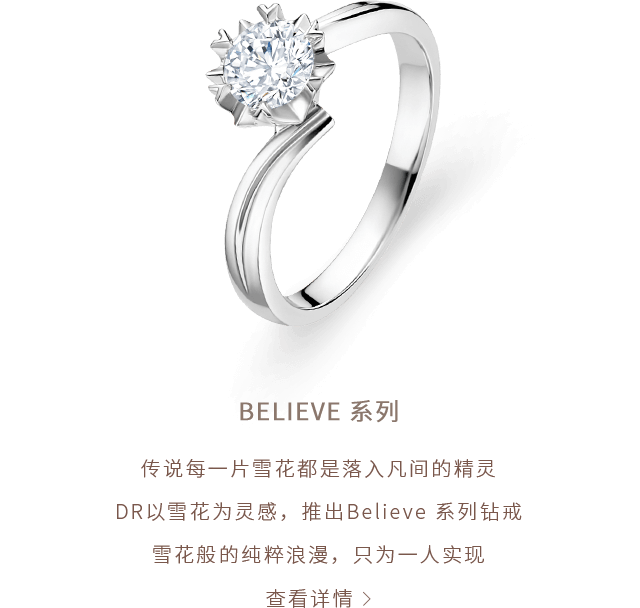 BELIEVE 系列
传说每一片雪花都是落入凡间的精灵
DR以雪花为灵感，推出Believe 系列钻戒
雪花般的纯粹浪漫，只为一人实现
查看详情 >